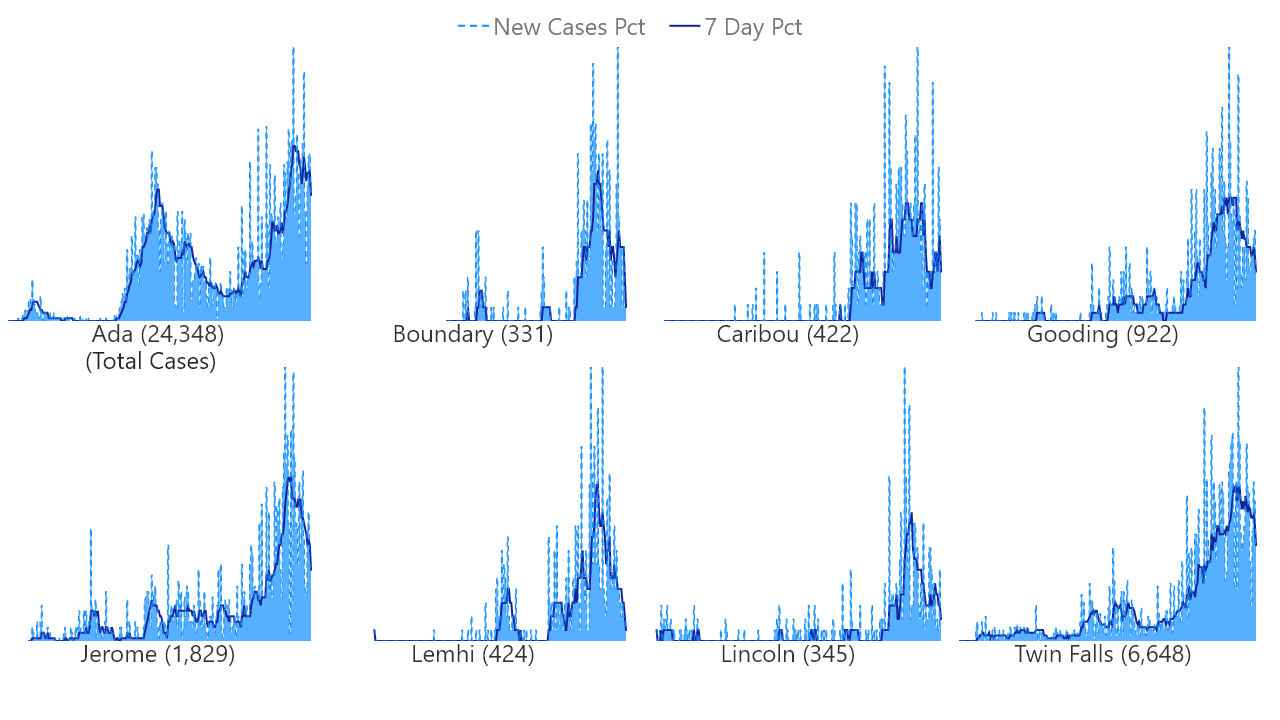 New Cases Pct 7 Day Pct
Ada (24,348)
(Total Cases)
Boundary (331)
Caribou (422)
Gooding (922)
Jerome (1,829)
Lemhi (424)
Lincoln (345)
Twin Falls (6,648)